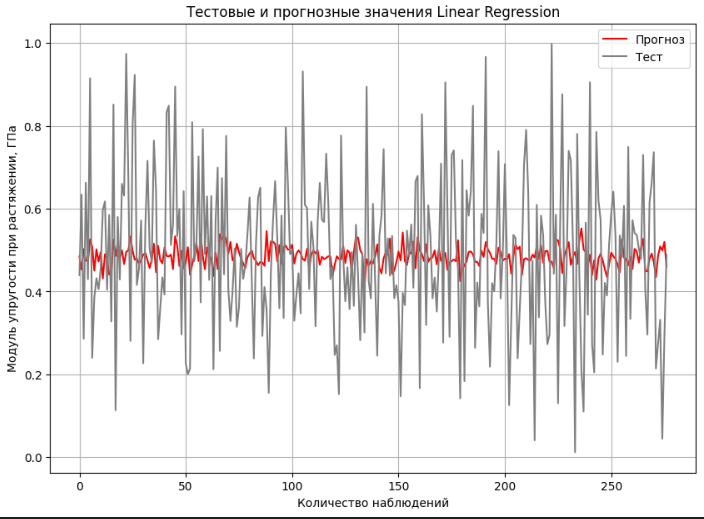 Тестовые и прогнозные значения Linear Regression
Прогноз
Тест
Модуль упругости при растяжении, ГПа
1.0
0.8
0.6
0.4
0.2
0.0
0
50
100
150
200
250
Количество наблюдений